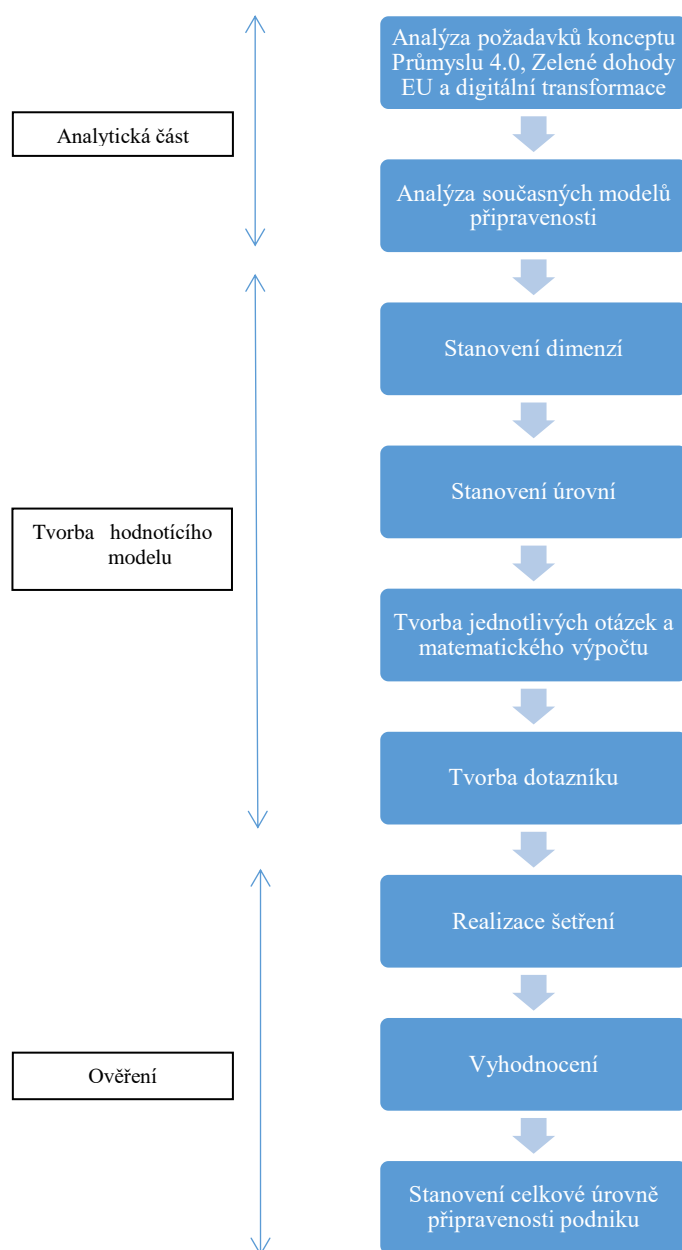 Analýza požadavků konceptu
Průmyslu 4.0, Zelené dohody
EU a digitální transformace
Analytická část
Analýza současných modelů
připravenosti
Stanovení dimenzí
Stanovení úrovní
Tvorba hodnotícího
modelu
Tvorba jednotlivých otázek a
matematického výpočtu
Tvorba dotazníku
Realizace šetření
Vyhodnocení
Ověření
Stanovení celkové úrovně
připravenosti podniku